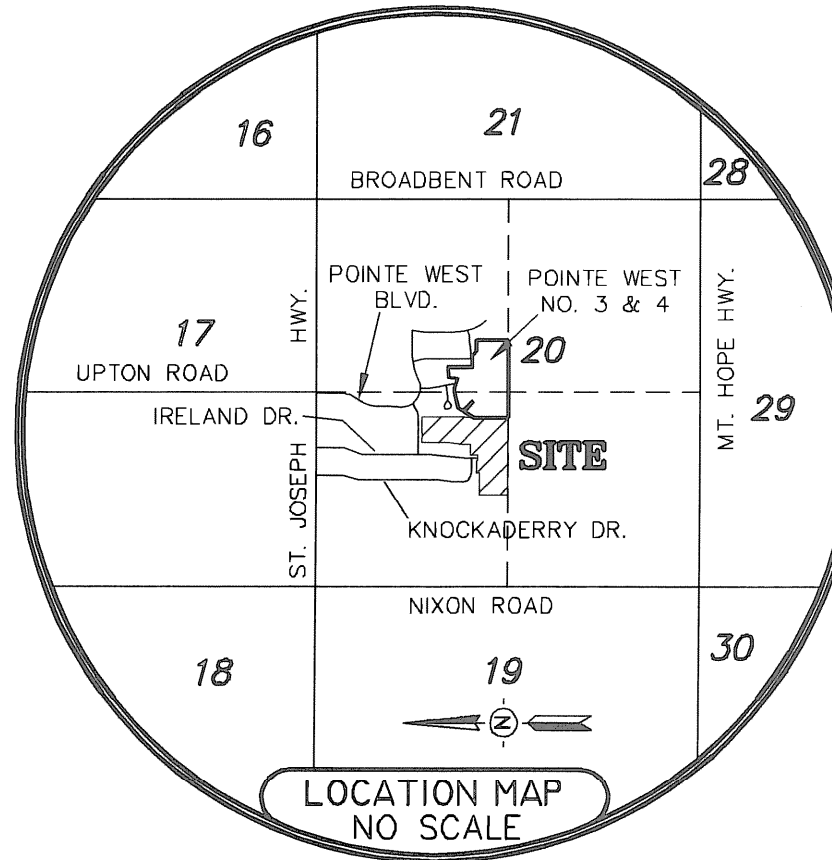 16
21
28
BROADBENT ROAD
POINTE WEST
BLVD.
POINTE WEST
NO. 3 & 4
HWY.
MT. HOPE HWY.
17
20
UPTON ROAD
29
IRELAND DR.
SITE
ST. JOSEPH
KNOCKADERRY DR.
NIXON ROAD
18
19
30
N
LOCATION MAP
NO SCALE